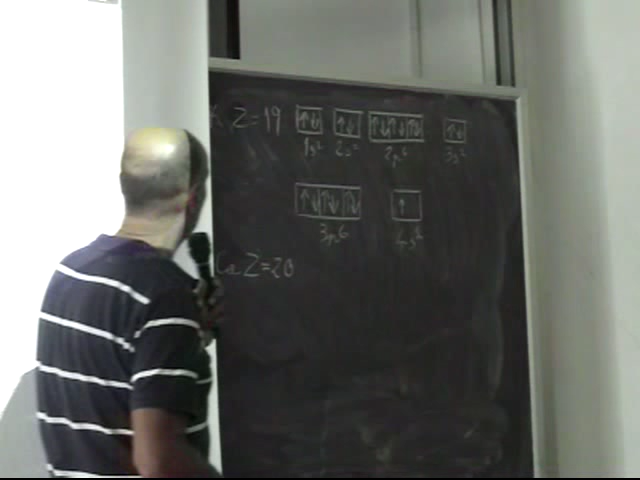 K Z=19 ↑↓ ↑↓ ↑↓ ↑↓ ↑↓ ↑↓
1s² 2s² 2p⁶ 3s²
↑↓ ↑↓ ↑↓ ↑
3p⁶ 4s¹
Ca Z=20